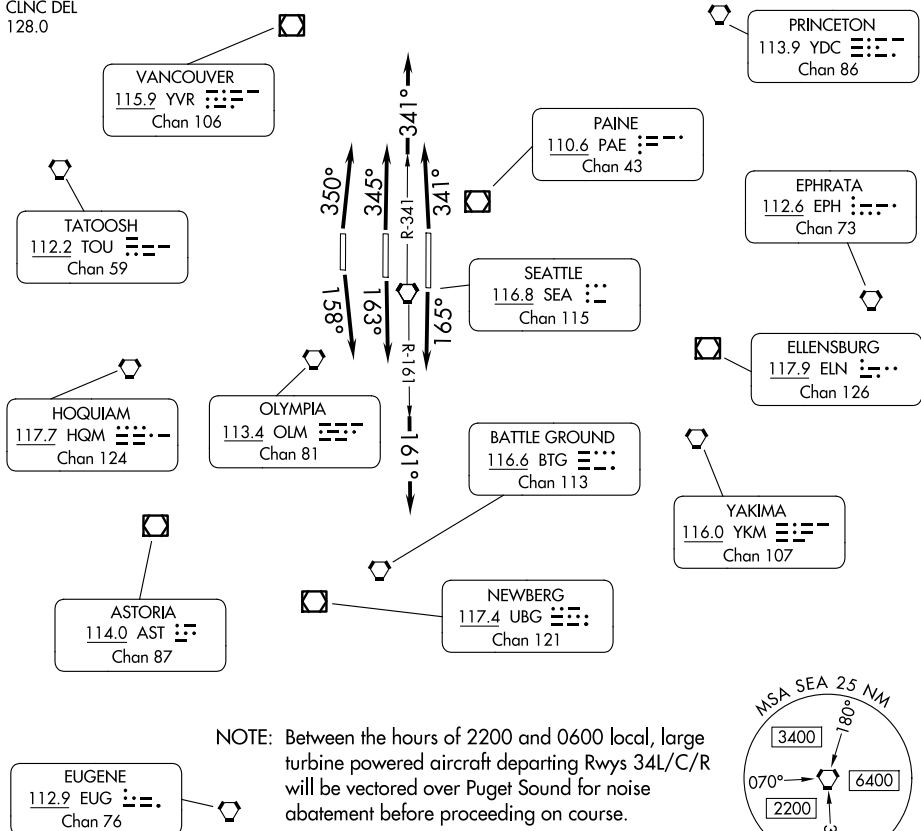 CLNC DEL
128.0
PRINCETON
113.9 YDC
Chan 86
VANCOUVER
115.9 YVR
Chan 106
341°
PAINE
110.6 PAE
Chan 43
350°
345°
R-341
341°
EPHRATA
112.6 EPH
Chan 73
TATOOSH
112.2 TOU
Chan 59
SEATTLE
116.8 SEA
Chan 115
158°
163°
R-161
165°
ELLENSBURG
117.9 ELN
Chan 126
HOQUIAM
117.7 HQM
Chan 124
OLYMPIA
113.4 OLM
Chan 81
161°
BATTLE GROUND
116.6 BTG
Chan 113
YAKIMA
116.0 YKM
Chan 107
ASTORIA
114.0 AST
Chan 87
NEWBERG
117.4 UBG
Chan 121
MSA SEA 25 NM
180°
3400
070°
6400
2200
NOTE: Between the hours of 2200 and 0600 local, large
turbine powered aircraft departing Rwys 34L/C/R
will be vectored over Puget Sound for noise
abatement before proceeding on course.
EUGENE
112.9 EUG
Chan 76